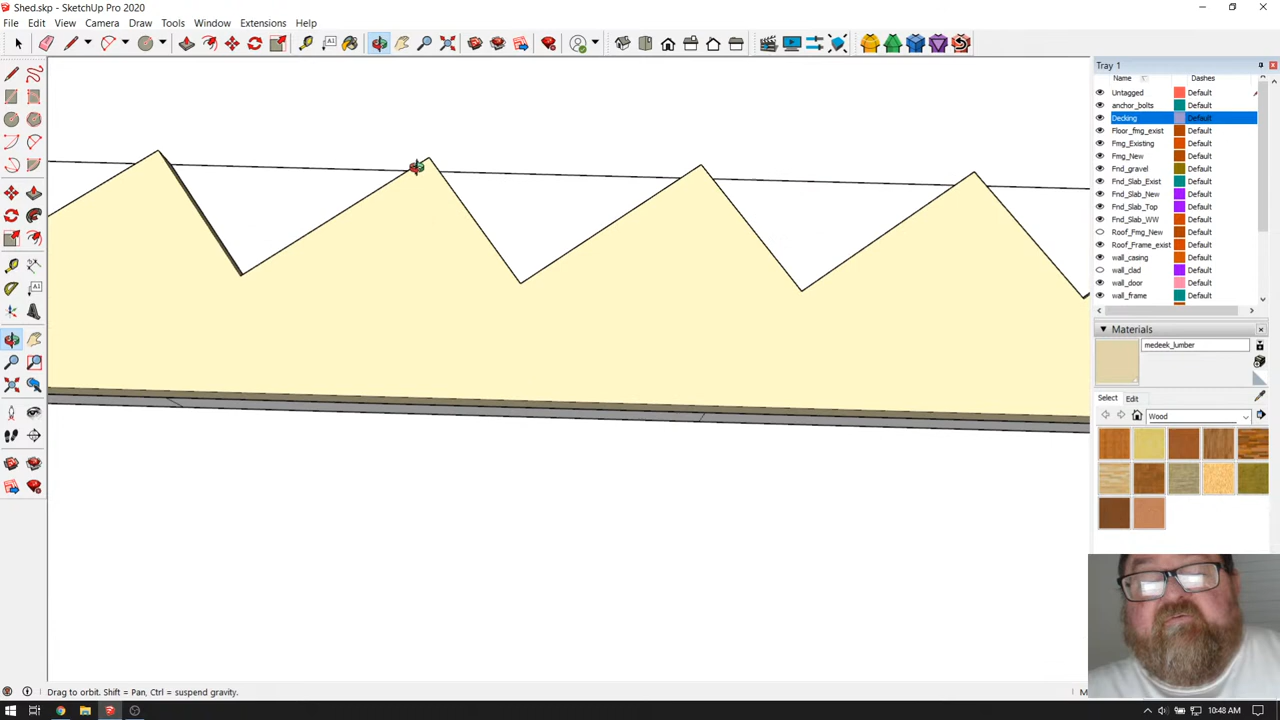 Shed.skp - SketchUp Pro 2020
File Edit View Camera Draw Tools Window Extensions Help
Tray 1
Name Dashes
Untagged Default
anchor_bolts Default
Decking Default
Floor_fmg_exist Default
Fmg_Existing Default
Fmg_New Default
Fnd_gravel Default
Fnd_Slab_Exist Default
Fnd_Slab_New Default
Fnd_Slab_Top Default
Fnd_Slab_WW Default
Roof_Fmg_New Default
Roof_Frame_exist Default
wall_casing Default
wall_clad Default
wall_door Default
wall_frame Default
Materials
medeek_lumber
Select Edit
Wood
Drag to orbit. Shift = Pan, Ctrl = suspend gravity.
M
10:48 AM